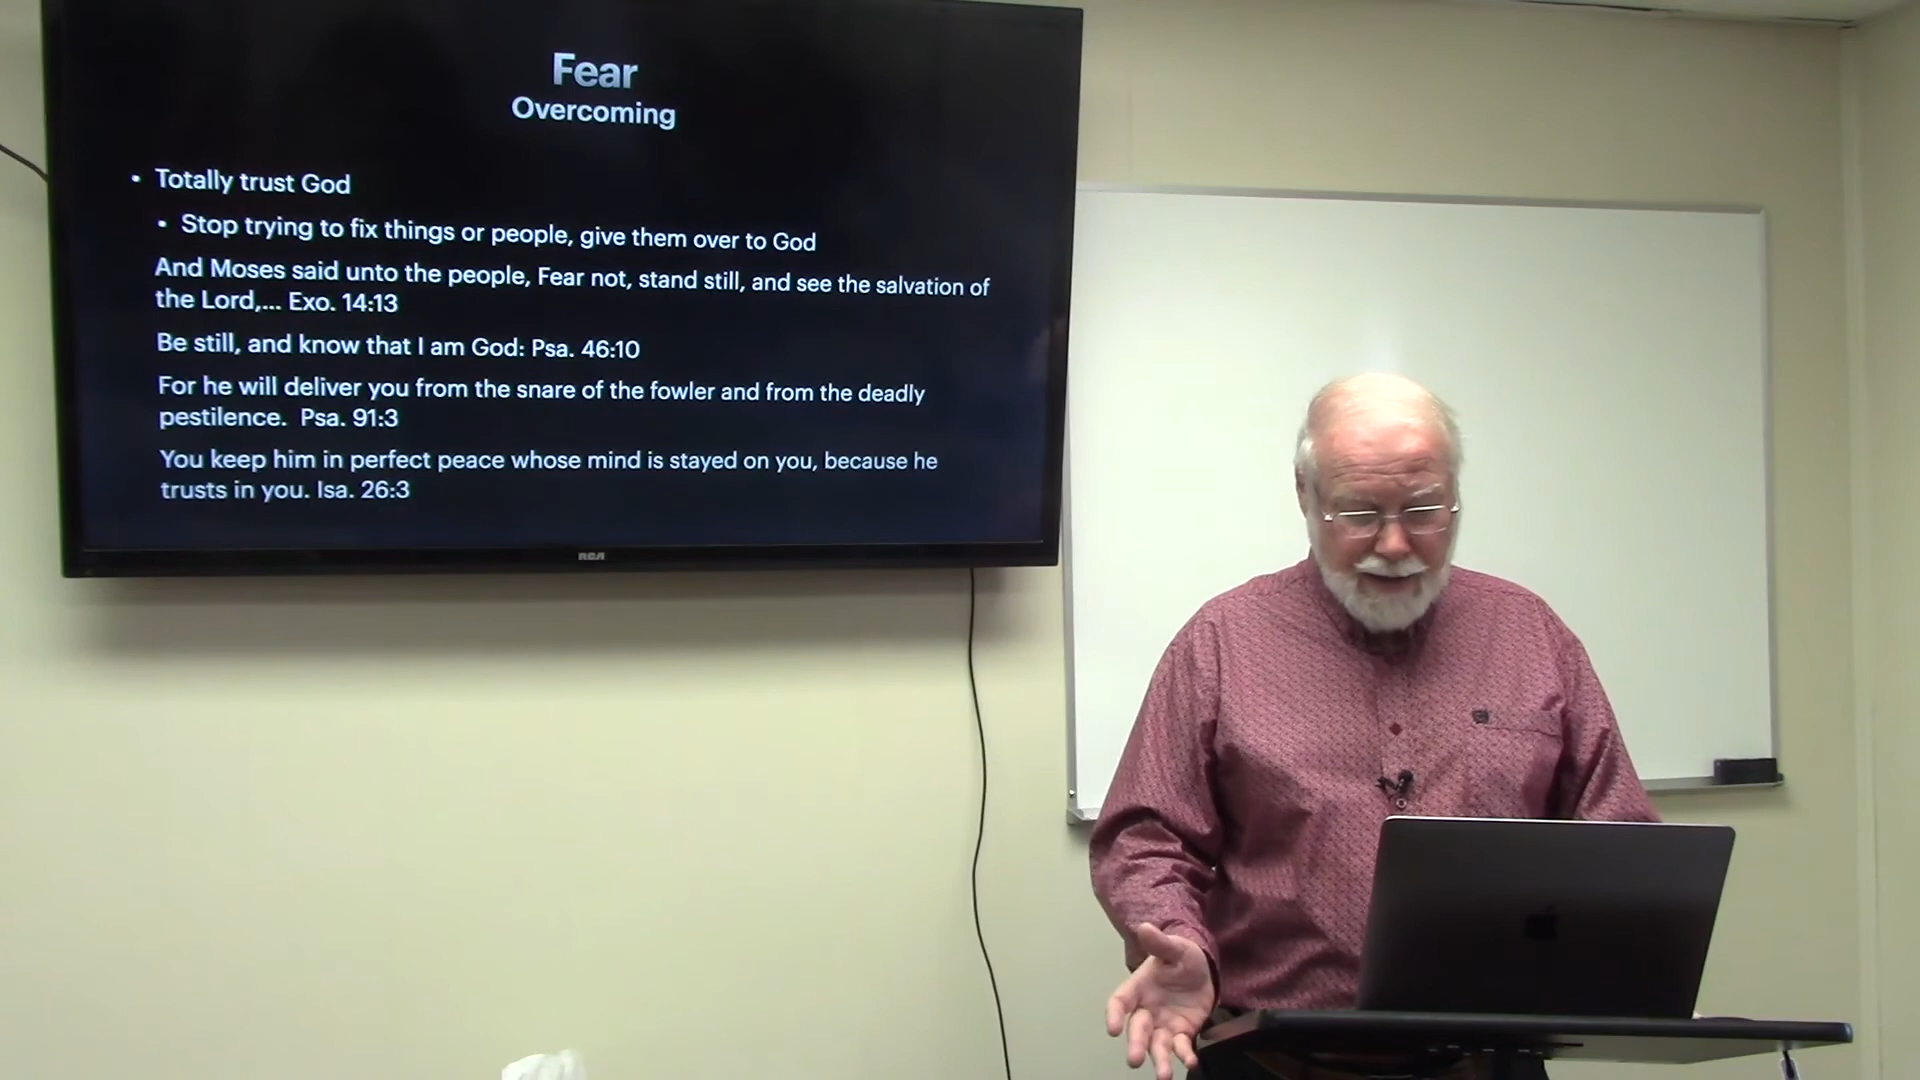 Fear
Overcoming
• Totally trust God
• Stop trying to fix things or people, give them over to God
And Moses said unto the people, Fear not, stand still, and see the salvation of
the Lord,... Exo. 14:13
Be still, and know that I am God: Psa. 46:10
For he will deliver you from the snare of the fowler and from the deadly
pestilence. Psa. 91:3
You keep him in perfect peace whose mind is stayed on you, because he
trusts in you. Isa. 26:3
RCA